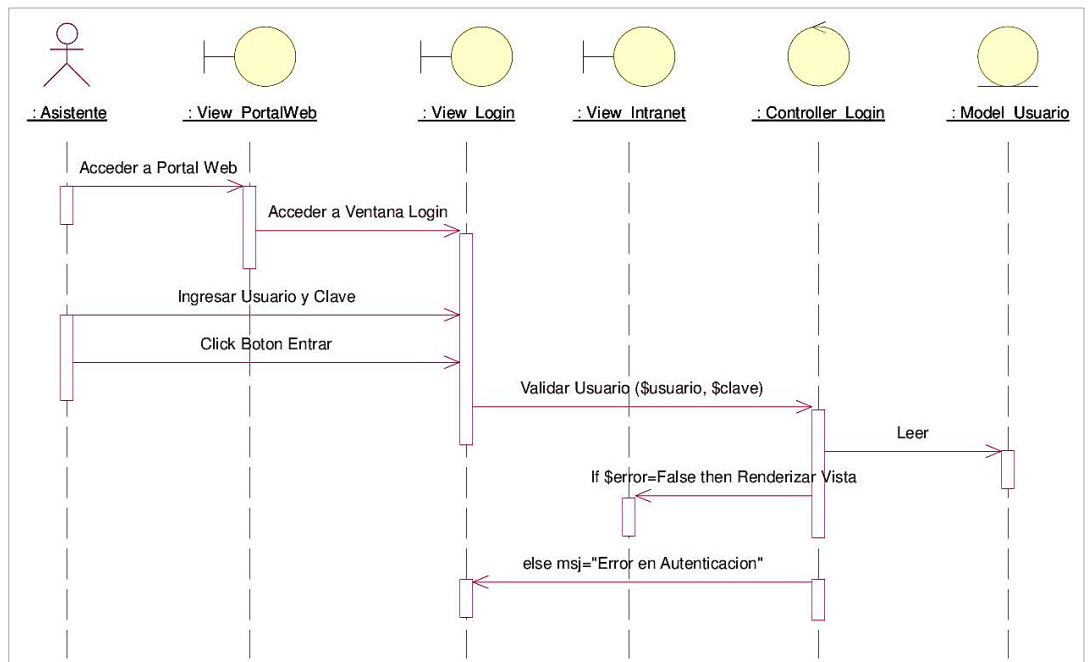 : Asistente
: View_PortalWeb
: View_Login
: View_Intranet
: Controller_Login
: Model_Usuario
Acceder a Portal Web
Acceder a Ventana Login
Ingresar Usuario y Clave
Click Boton Entrar
Validar Usuario ($usuario, $clave)
Leer
If $error=False then Renderizar Vista
else msj="Error en Autenticacion"